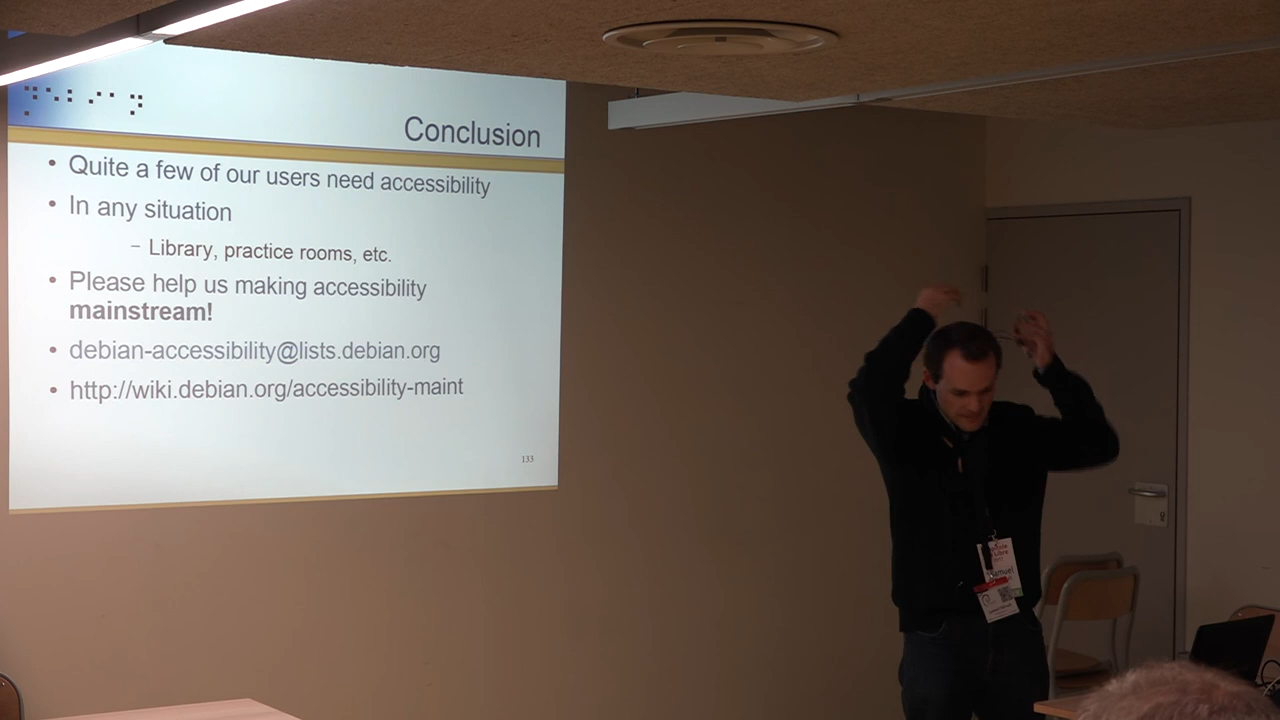 Conclusion
• Quite a few of our users need accessibility
• In any situation
– Library, practice rooms, etc.
• Please help us making accessibility
mainstream!
• debian-accessibility@lists.debian.org
• http://wiki.debian.org/accessibility-maint
133
Samuel